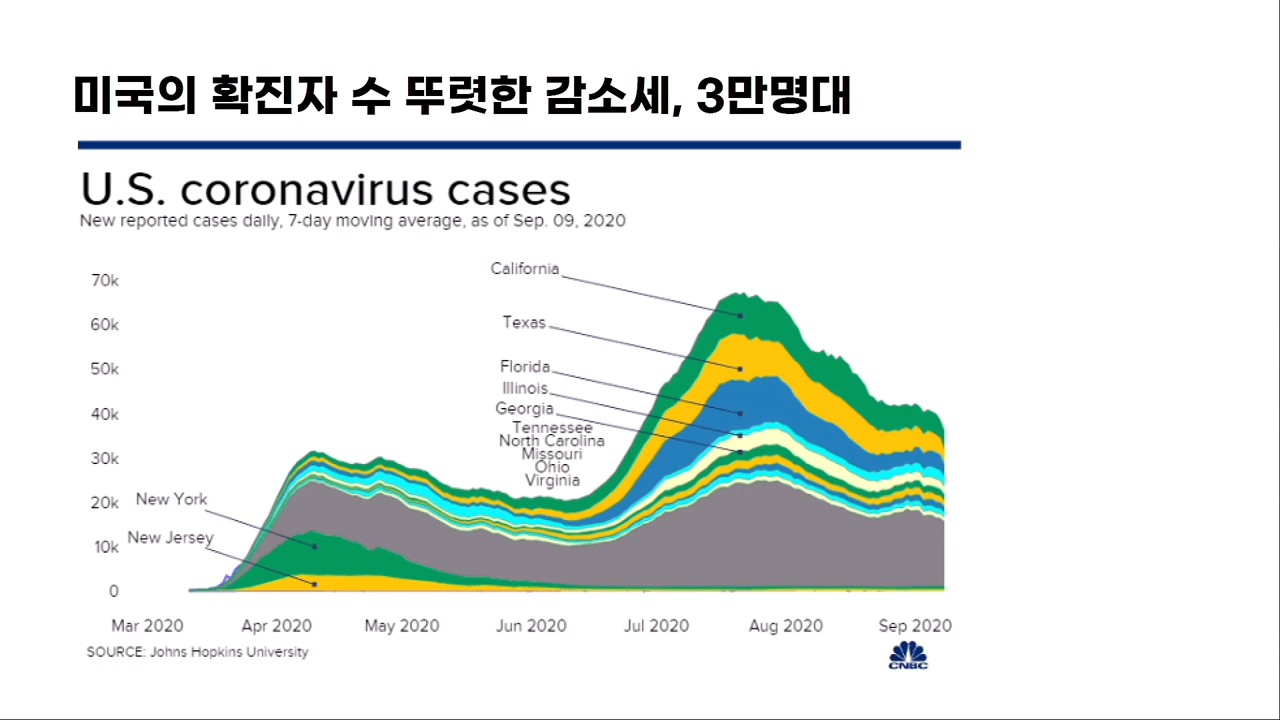 미국의 확진자 수 뚜렷한 감소세, 3만명대
U.S. coronavirus cases
New reported cases daily, 7-day moving average, as of Sep. 09, 2020
70k
60k
50k
40k
30k
20k
10k
0
California
Texas
Florida
Illinois
Georgia
Tennessee
North Carolina
Missouri
Ohio
Virginia
New York
New Jersey
Mar 2020 Apr 2020 May 2020 Jun 2020 Jul 2020 Aug 2020 Sep 2020
SOURCE: Johns Hopkins University
CNBC